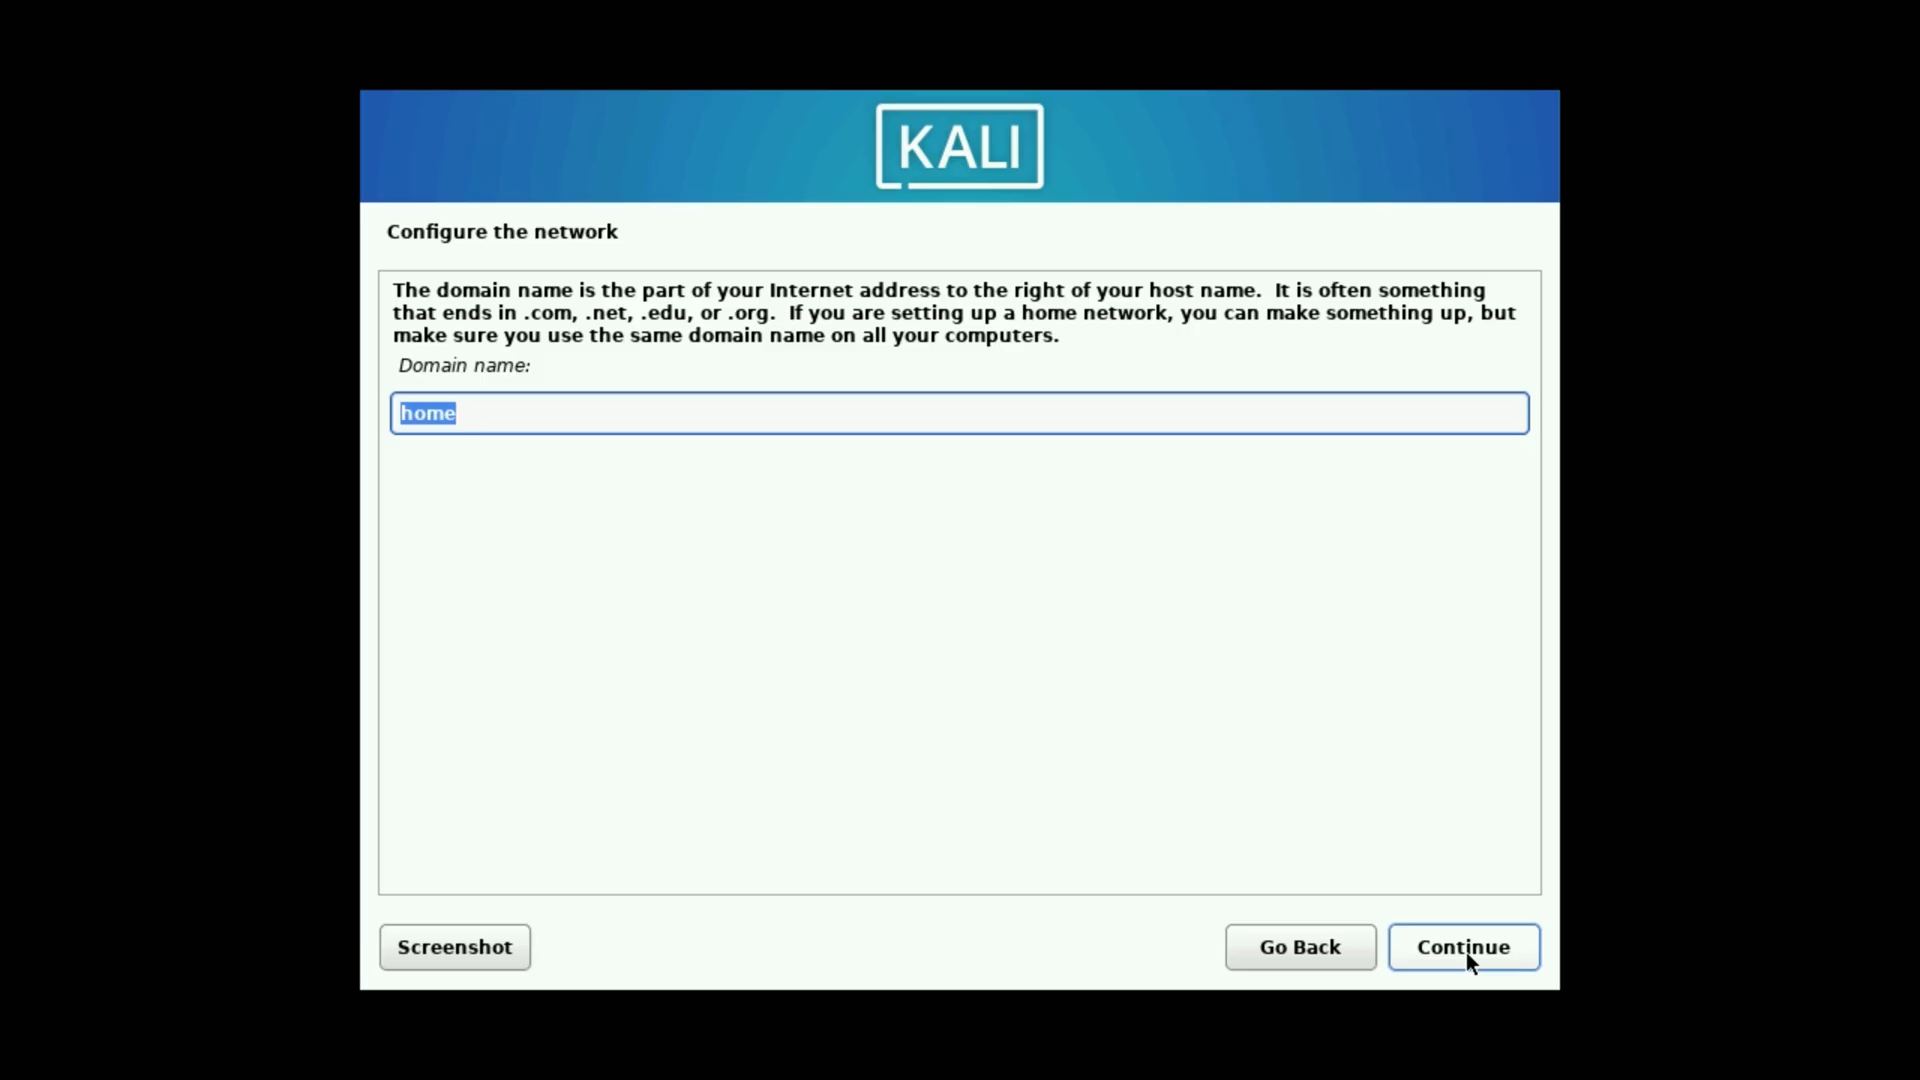 KALI
Configure the network
The domain name is the part of your Internet address to the right of your host name.  It is often something
that ends in .com, .net, .edu, or .org.  If you are setting up a home network, you can make something up, but
make sure you use the same domain name on all your computers.
Domain name:
home
Screenshot
Go Back
Continue